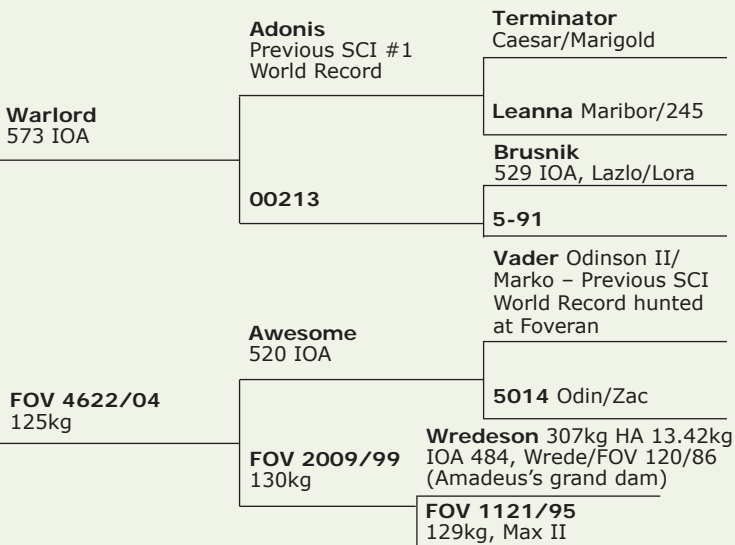 Warlord
573 IOA
Adonis
Previous SCI #1
World Record
Terminator
Caesar/Marigold
Leanna Maribor/245
00213
Brusnik
529 IOA, Lazlo/Lora
5-91
FOV 4622/04
125kg
Awesome
520 IOA
Vader Odinson II/
Marko – Previous SCI
World Record hunted
at Foveran
5014 Odin/Zac
FOV 2009/99
130kg
Wredeson 307kg HA 13.42kg
IOA 484, Wrede/FOV 120/86
(Amadeus's grand dam)
FOV 1121/95
129kg, Max II